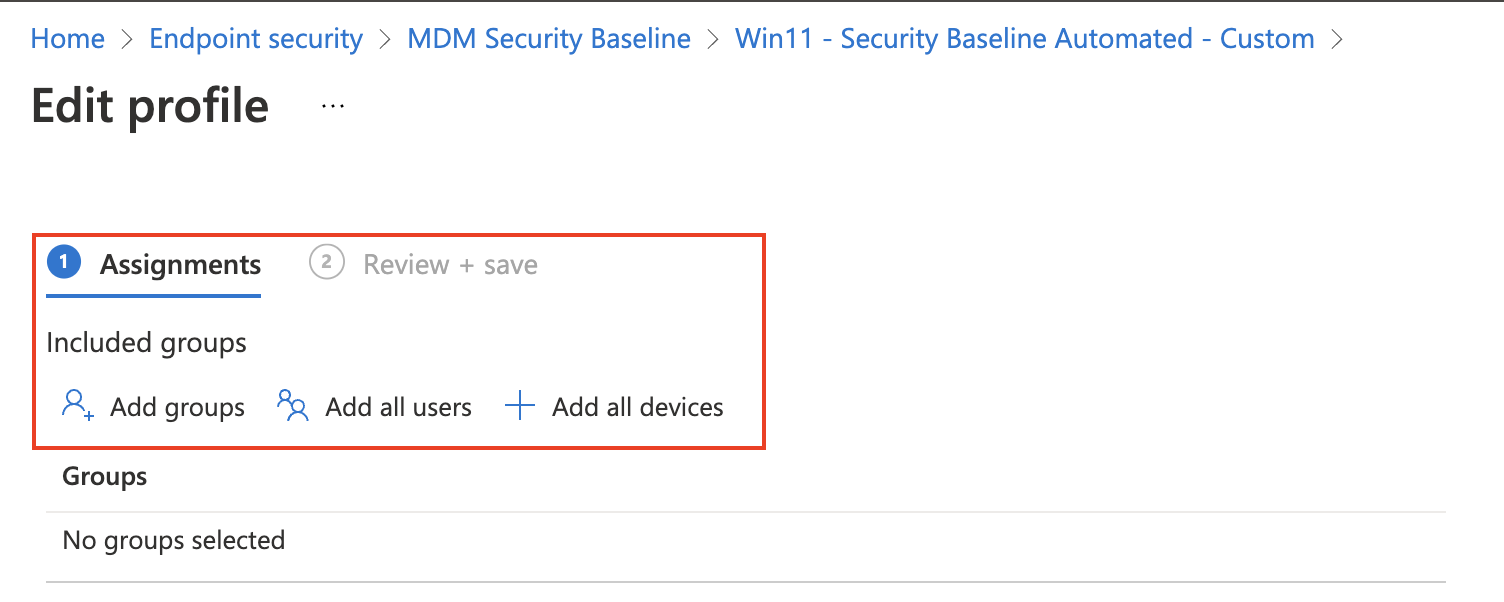 Home > Endpoint security > MDM Security Baseline > Win11 - Security Baseline Automated - Custom >
Edit profile ...
1 Assignments 2 Review + save
Included groups
Add groups Add all users Add all devices
Groups
No groups selected